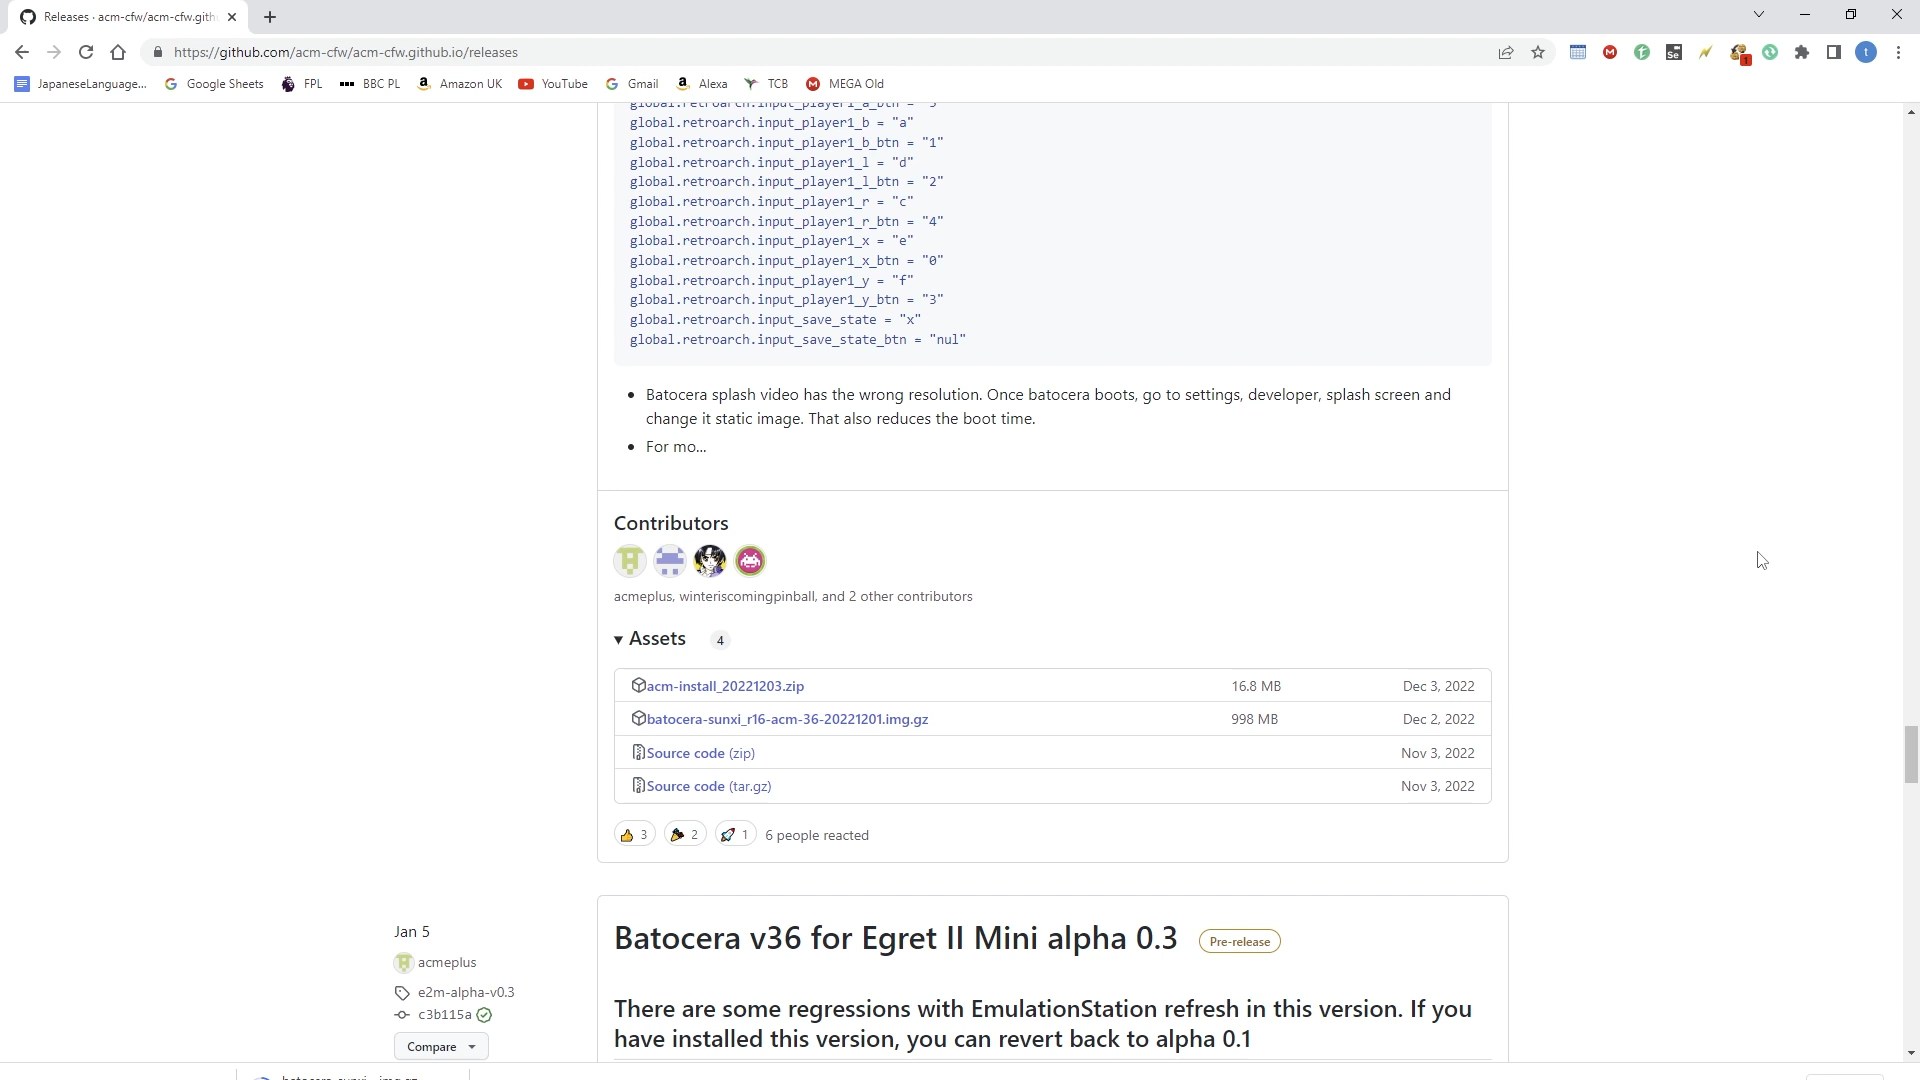 Releases · acm-cfw/acm-cfw.gith
https://github.com/acm-cfw/acm-cfw.github.io/releases
JapaneseLanguage...
Google Sheets
FPL
BBC PL
Amazon UK
YouTube
Gmail
Alexa
TCB
MEGA Old
global.retroarch.input_player1_a_btn = "5"
global.retroarch.input_player1_b = "a"
global.retroarch.input_player1_b_btn = "1"
global.retroarch.input_player1_l = "d"
global.retroarch.input_player1_l_btn = "2"
global.retroarch.input_player1_r = "c"
global.retroarch.input_player1_r_btn = "4"
global.retroarch.input_player1_x = "e"
global.retroarch.input_player1_x_btn = "0"
global.retroarch.input_player1_y = "f"
global.retroarch.input_player1_y_btn = "3"
global.retroarch.input_save_state = "x"
global.retroarch.input_save_state_btn = "nul"
Batocera splash video has the wrong resolution. Once batocera boots, go to settings, developer, splash screen and
change it static image. That also reduces the boot time.
For mo...
Contributors
acmeplus, winteriscomingpinball, and 2 other contributors
Assets 4
acm-install_20221203.zip 16.8 MB Dec 3, 2022
batocera-sunxi_r16-acm-36-20221201.img.gz 998 MB Dec 2, 2022
Source code (zip) Nov 3, 2022
Source code (tar.gz) Nov 3, 2022
3 2 1 6 people reacted
Jan 5
acmeplus
e2m-alpha-v0.3
c3b115a
Compare
Batocera v36 for Egret II Mini alpha 0.3 Pre-release
There are some regressions with EmulationStation refresh in this version. If you
have installed this version, you can revert back to alpha 0.1